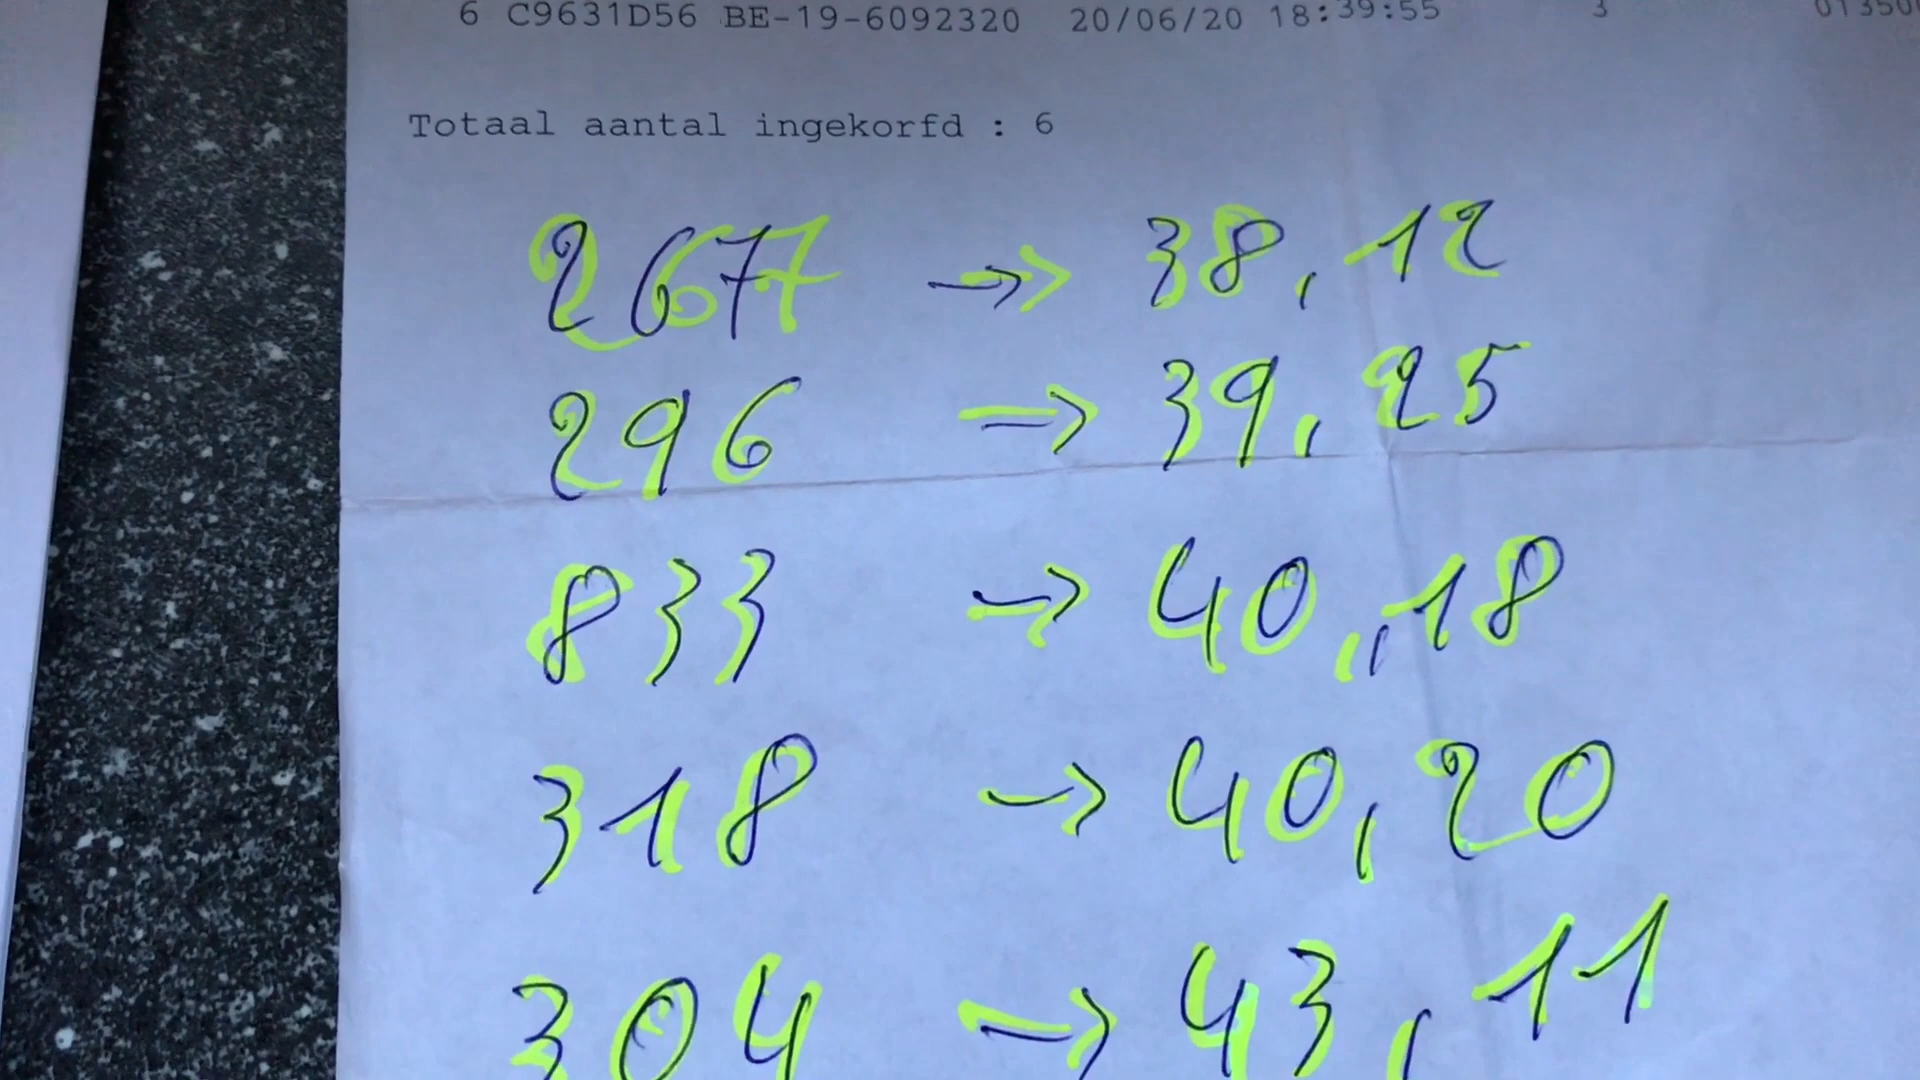 6 C9631D56 BE-19-6092320 20/06/20 18:39:55 3
Totaal aantal ingekorfd : 6
267 → 38,12
296 → 39,25
833 → 40,18
318 → 40,20
304 → 43,11